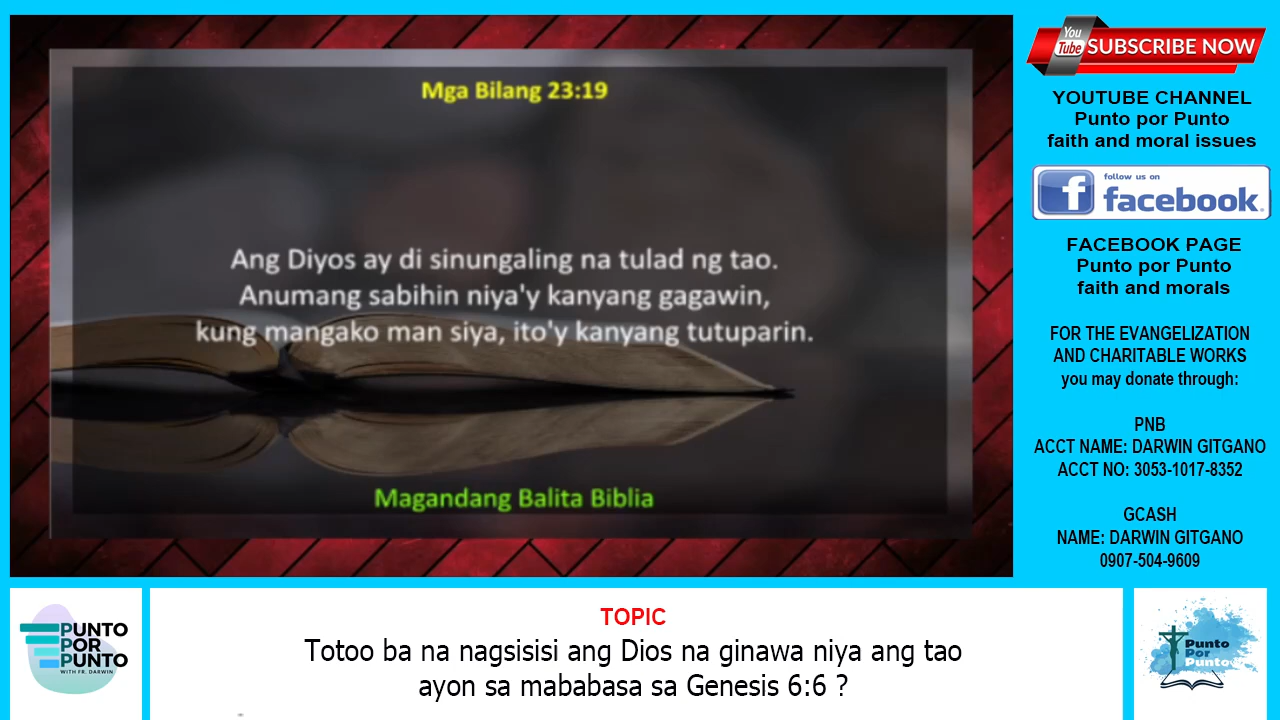 Mga Bilang 23:19
Ang Diyos ay di sinungaling na tulad ng tao.
Anumang sabihin niya'y kanyang gagawin,
kung mangako man siya, ito'y kanyang tutuparin.
Magandang Balita Biblia
You
Tube SUBSCRIBE NOW
YOUTUBE CHANNEL
Punto por Punto
faith and moral issues
follow us on
facebook.
FACEBOOK PAGE
Punto por Punto
faith and morals
FOR THE EVANGELIZATION
AND CHARITABLE WORKS
you may donate through:
PNB
ACCT NAME: DARWIN GITGANO
ACCT NO: 3053-1017-8352
GCASH
NAME: DARWIN GITGANO
0907-504-9609
PUNTO
POR
PUNTO
WITH FR. DARWIN
TOPIC
Totoo ba na nagsisisi ang Dios na ginawa niya ang tao
ayon sa mababasa sa Genesis 6:6 ?
Punto
Por
Punto